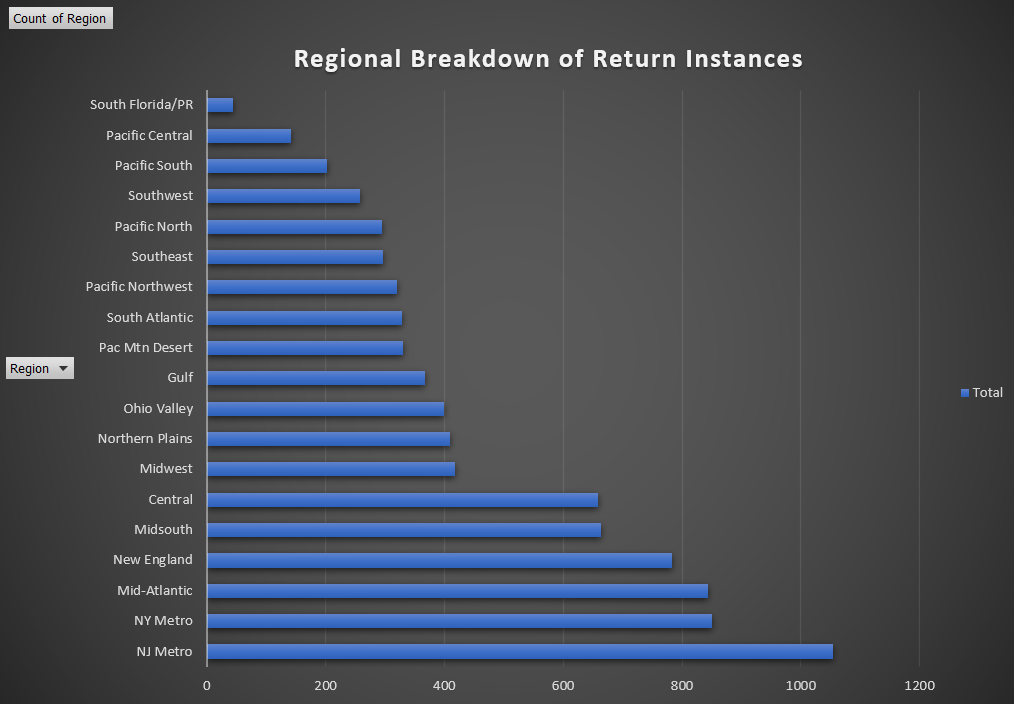 Count of Region
Regional Breakdown of Return Instances
South Florida/PR
Pacific Central
Pacific South
Southwest
Pacific North
Southeast
Pacific Northwest
South Atlantic
Pac Mtn Desert
Region
Gulf
Ohio Valley
Northern Plains
Midwest
Central
Midsouth
New England
Mid-Atlantic
NY Metro
NJ Metro
0 200 400 600 800 1000 1200
Total